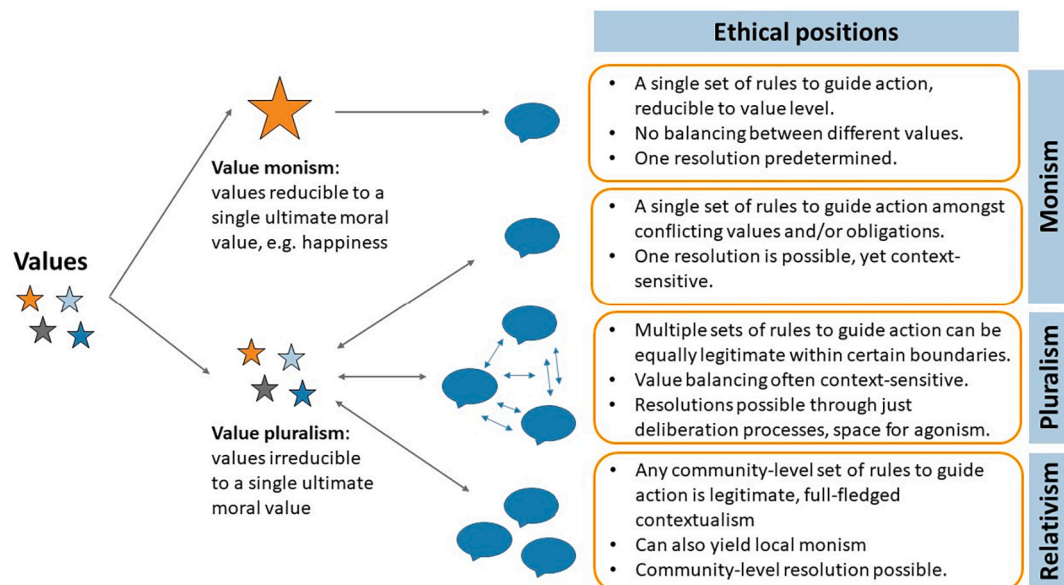 Ethical positions
Values
Value monism:
values reducible to a
single ultimate moral
value, e.g. happiness
Value pluralism:
values irreducible
to a single ultimate
moral value
• A single set of rules to guide action,
reducible to value level.
• No balancing between different values.
• One resolution predetermined.
• A single set of rules to guide action amongst
conflicting values and/or obligations.
• One resolution is possible, yet context-
sensitive.
Monism
• Multiple sets of rules to guide action can be
equally legitimate within certain boundaries.
• Value balancing often context-sensitive.
• Resolutions possible through just
deliberation processes, space for agonism.
Pluralism
• Any community-level set of rules to guide
action is legitimate, full-fledged
contextualism
• Can also yield local monism
• Community-level resolution possible.
Relativism